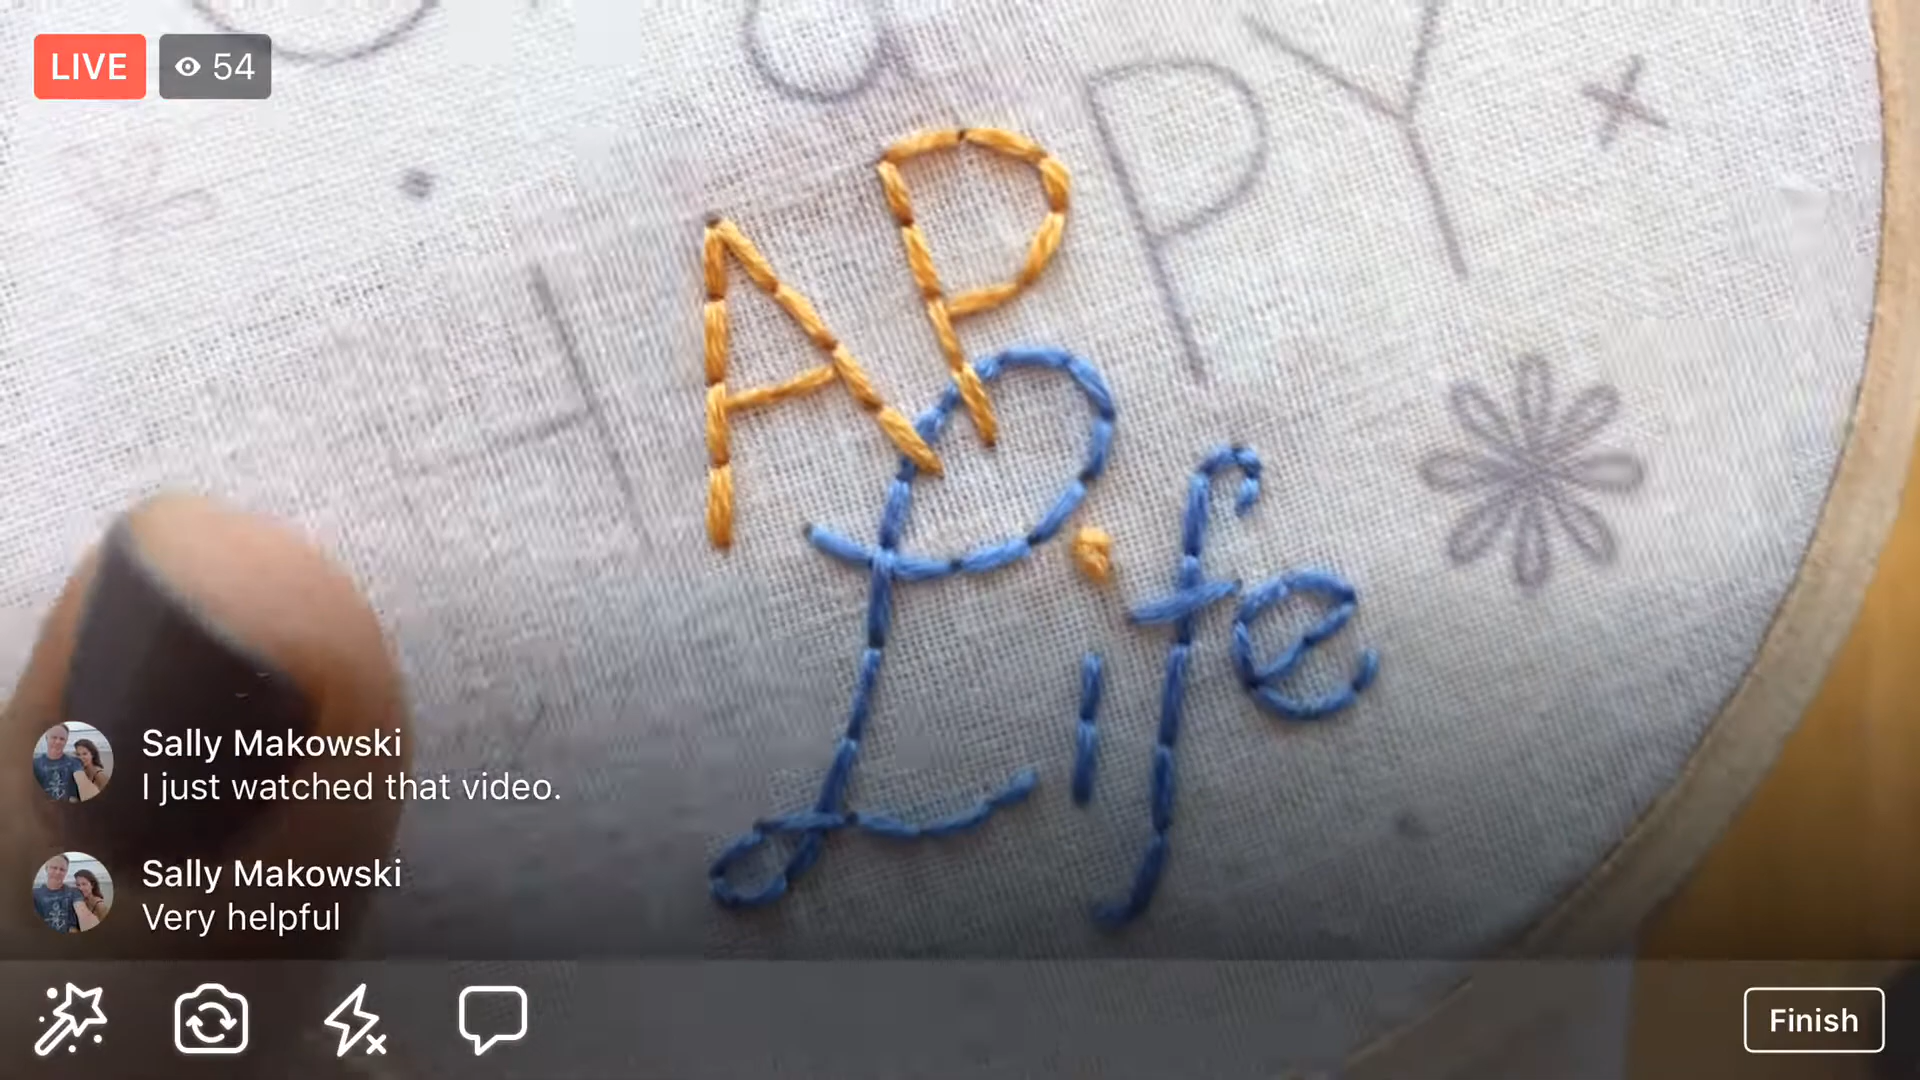 LIVE 54
HAPPY
Life
Sally Makowski
I just watched that video.
Sally Makowski
Very helpful
Finish